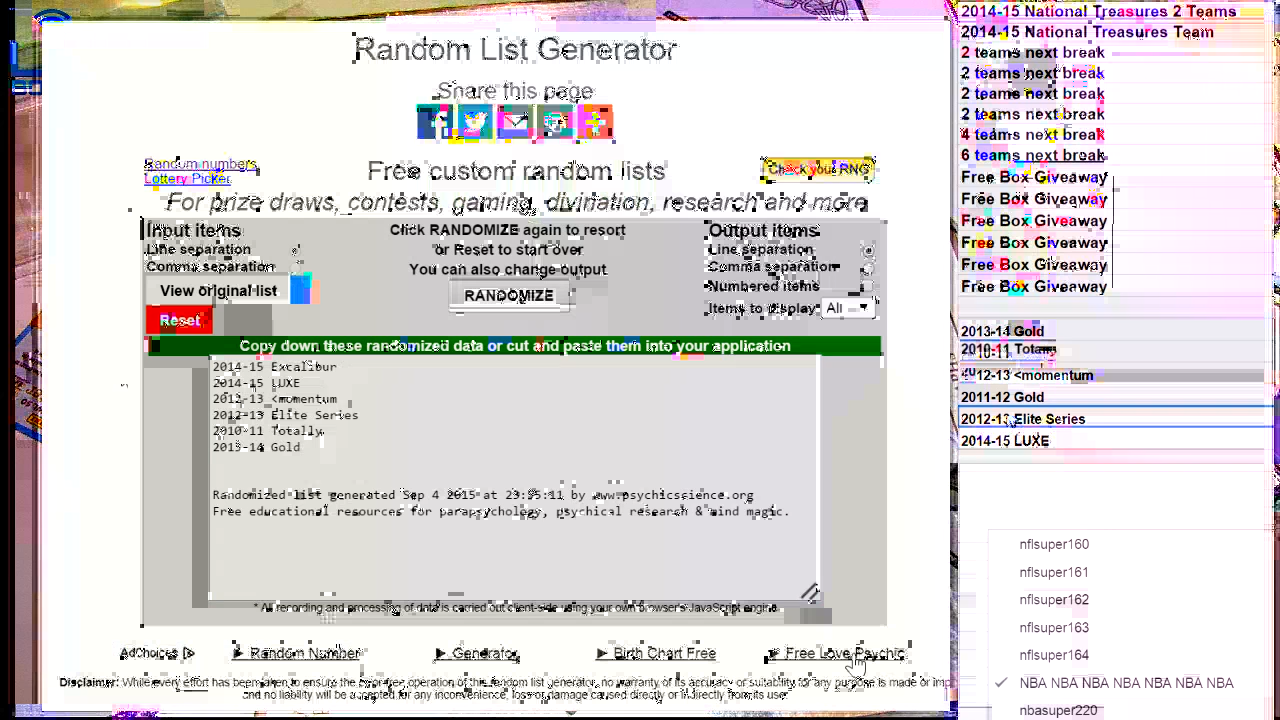 Random List Generator
Share this page
Random numbers
Lottery Picker
Free custom random lists
Check your RNG
For prize draws, contests, gaming, divination, research and more
Input items
Line separation
Comma separation
View original list
Reset
Click RANDOMIZE again to resort
or Reset to start over
You can also change output
RANDOMIZE
Output items
Line separation
Comma separation
Numbered items
Items to display All
Copy down these randomized data or cut and paste them into your application
2014-15 Excalibur
2014-15 LUXE
2012-13 <momentum
2012-13 Elite Series
2010-11 Totally
2013-14 Gold
Randomized list generated Sep 4 2015 at 23:35:11 by www.psychicscience.org
Free educational resources for parapsychology, psychical research & mind magic.
* All recording and processing of data is carried out client-side using your own browser's JavaScript engine
AdChoices
Random Number
Generator
Birth Chart Free
Free Love Psychic
Disclaimer: While every effort has been taken to ensure the operation of this random list generator, no warranty of its accuracy or suitability for any purpose is made or
and no liability will be accepted for any inconvenience, loss or damage caused directly or indirectly from its use
2014-15 National Treasures 2 Teams
2014-15 National Treasures Team
2 teams next break
2 teams next break
2 teams next break
2 teams next break
4 teams next break
6 teams next break
Free Box Giveaway
Free Box Giveaway
Free Box Giveaway
Free Box Giveaway
Free Box Giveaway
Free Box Giveaway
2013-14 Gold
2010-11 Totally
2012-13 <momentum
2011-12 Gold
2012-13 Elite Series
2014-15 LUXE
nflsuper160
nflsuper161
nflsuper162
nflsuper163
nflsuper164
NBA NBA NBA NBA NBA NBA NBA
nbasuper220